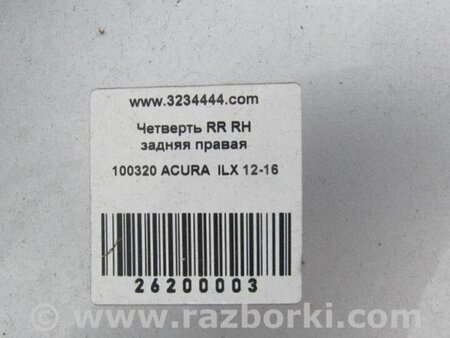 www.3234444.com
Четверть RR RH
задняя правая
100320 ACURA ILX 12-16
26200003
© www.razborki.com